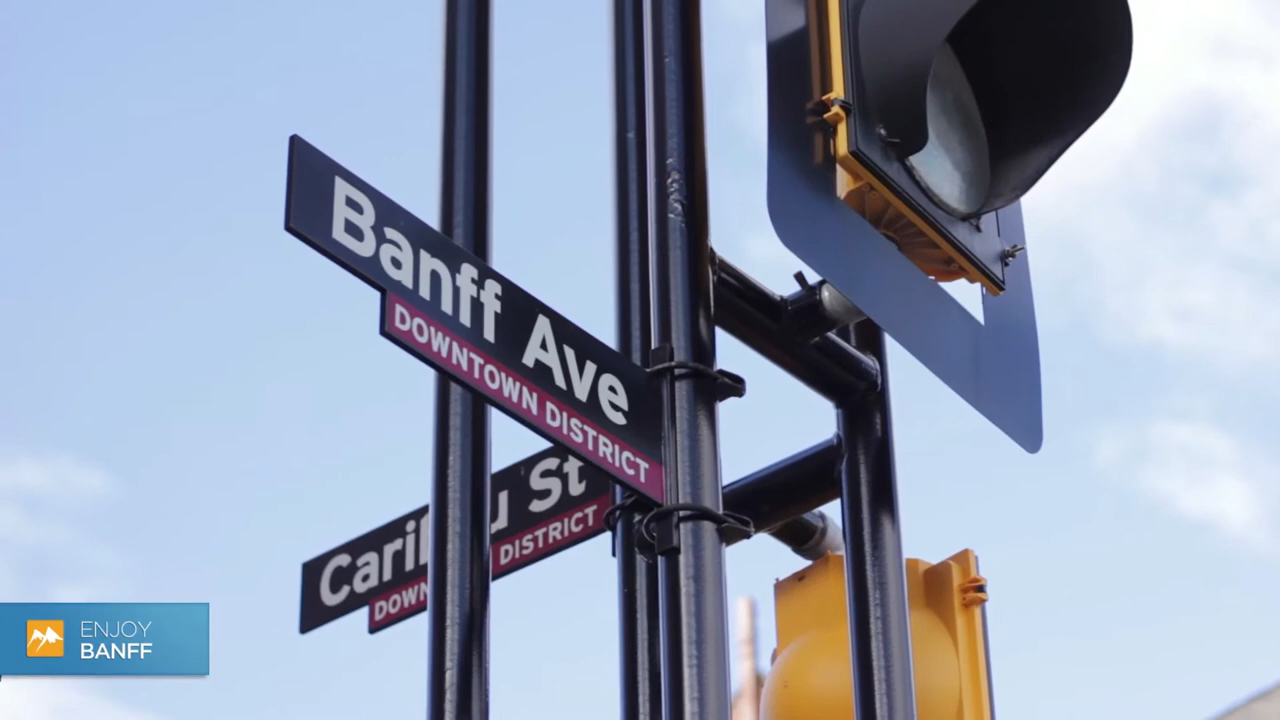 Banff Ave
DOWNTOWN DISTRICT
St
DISTRICT
ENJOY
BANFF